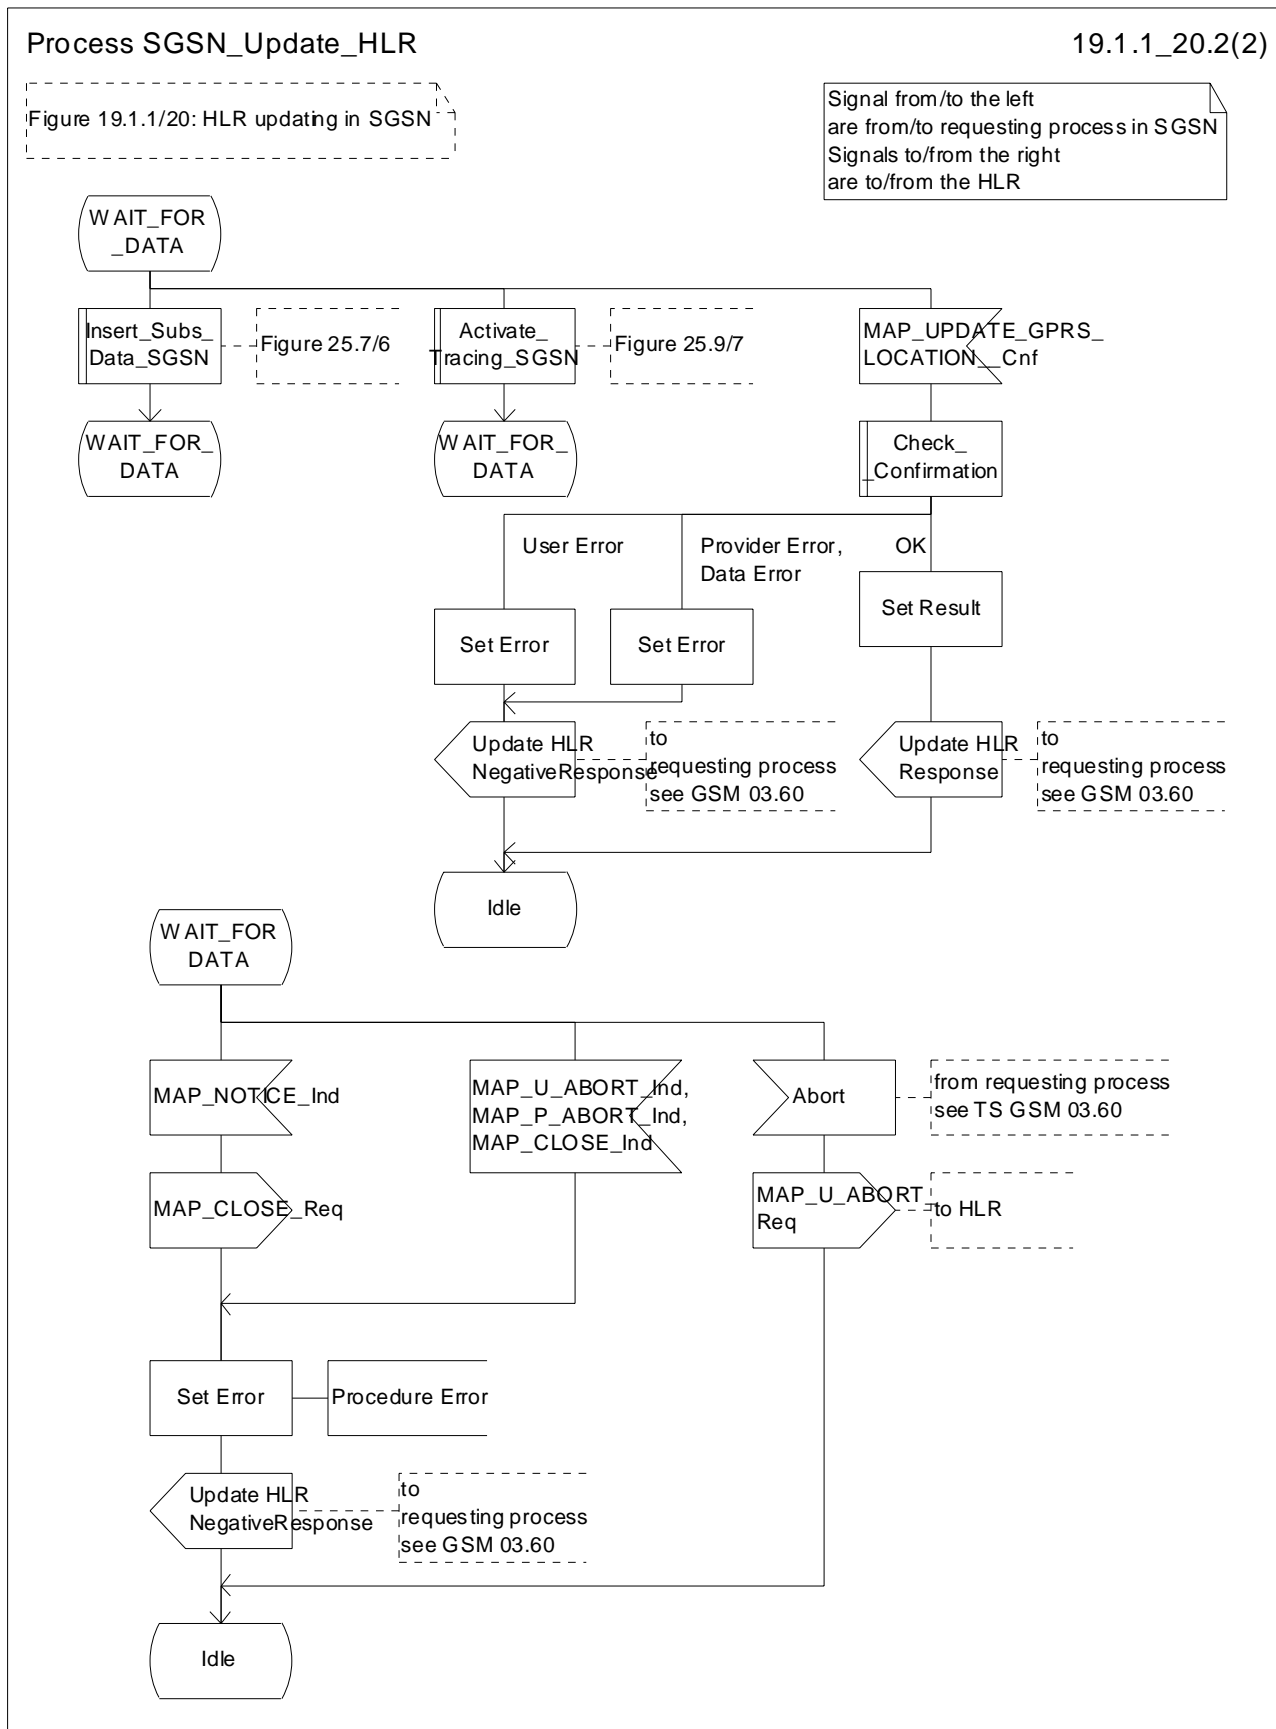 Process SGSN_Update_HLR
19.1.1_20.2(2)
Figure 19.1.1/20: HLR updating in SGSN
Signal from/to the left
are from/to requesting process in SGSN
Signals to/from the right
are to/from the HLR
WAIT_FOR
_DATA
Insert_Subs_
Data_SGSN
Figure 25.7/6
Activate_
Tracing_SGSN
Figure 25.9/7
MAP_UPDATE_GPRS_
LOCATION__Cnf
WAIT_FOR_
DATA
WAIT_FOR_
DATA
Check_
_Confirmation
User Error
Provider Error,
Data Error
OK
Set Error
Set Error
Set Result
Update HLR
NegativeResponse
to
requesting process
see GSM 03.60
Update HLR
Response
to
requesting process
see GSM 03.60
Idle
WAIT_FOR
DATA
MAP_NOTICE_Ind
MAP_U_ABORT_Ind,
MAP_P_ABORT_Ind,
MAP_CLOSE_Ind
Abort
from requesting process
see TS GSM 03.60
MAP_CLOSE_Req
MAP_U_ABORT_
Req
to HLR
Set Error
Procedure Error
Update HLR
NegativeResponse
to
requesting process
see GSM 03.60
Idle